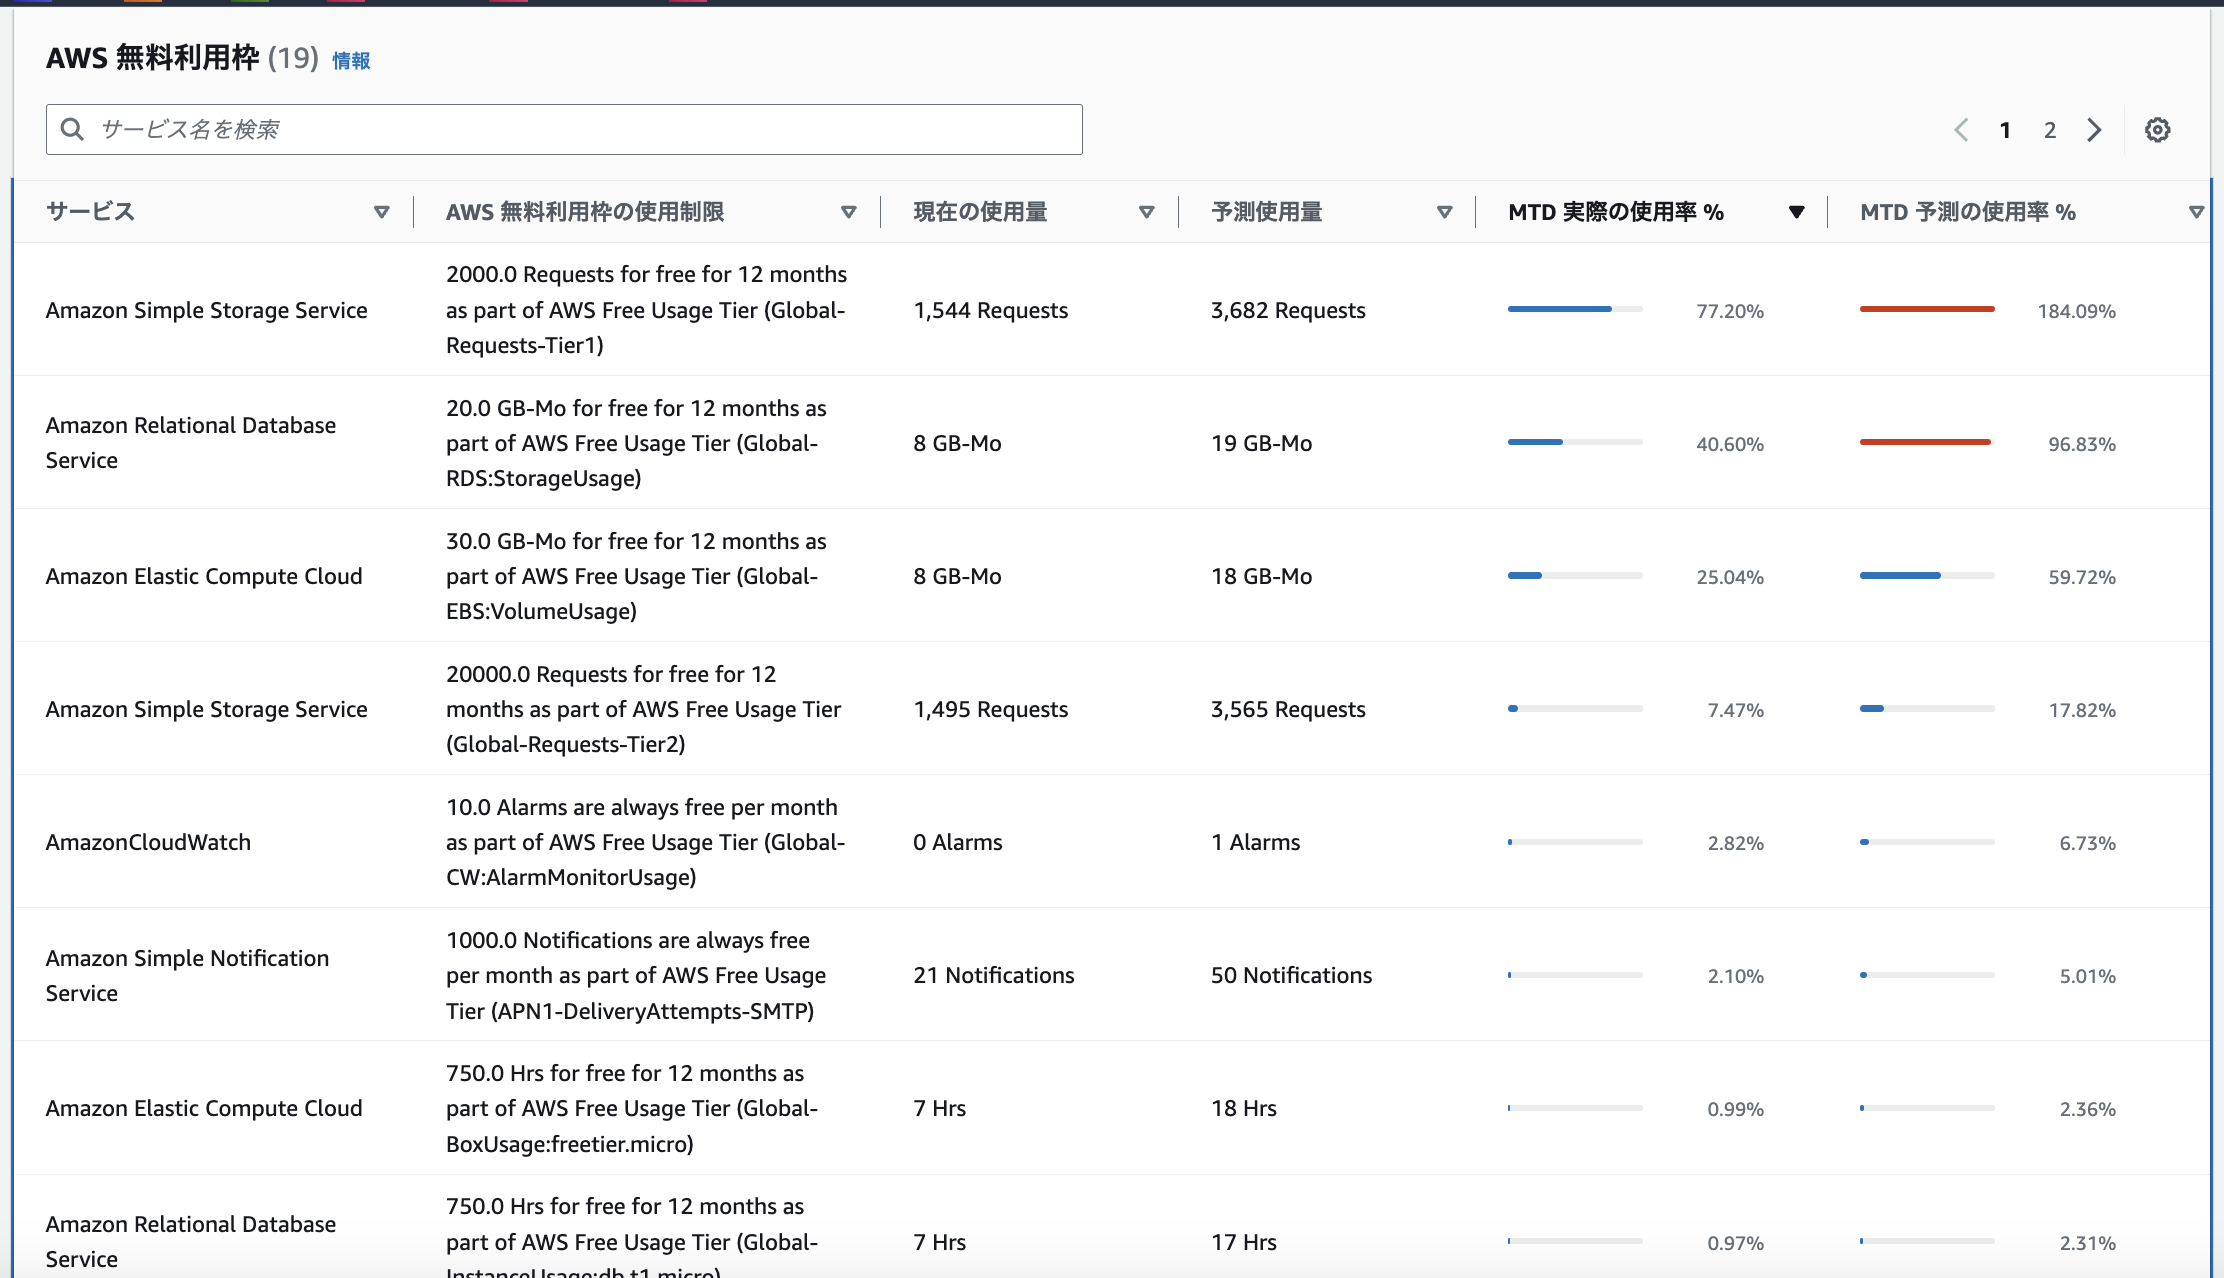 AWS 無料利用枠 (19) 情報
サービス名を検索
1 2
サービス AWS 無料利用枠の使用制限 現在の使用量 予測使用量 MTD 実際の使用率 % MTD 予測の使用率 %
2000.0 Requests for free for 12 months
Amazon Simple Storage Service as part of AWS Free Usage Tier (Global- 1,544 Requests 3,682 Requests 77.20% 184.09%
Requests-Tier1)
20.0 GB-Mo for free for 12 months as
Amazon Relational Database
part of AWS Free Usage Tier (Global- 8 GB-Mo 19 GB-Mo 40.60% 96.83%
Service
RDS:StorageUsage)
30.0 GB-Mo for free for 12 months as
Amazon Elastic Compute Cloud part of AWS Free Usage Tier (Global- 8 GB-Mo 18 GB-Mo 25.04% 59.72%
EBS:VolumeUsage)
20000.0 Requests for free for 12
Amazon Simple Storage Service months as part of AWS Free Usage Tier 1,495 Requests 3,565 Requests 7.47% 17.82%
(Global-Requests-Tier2)
10.0 Alarms are always free per month
AmazonCloudWatch as part of AWS Free Usage Tier (Global- 0 Alarms 1 Alarms 2.82% 6.73%
CW:AlarmMonitorUsage)
1000.0 Notifications are always free
Amazon Simple Notification
per month as part of AWS Free Usage 21 Notifications 50 Notifications 2.10% 5.01%
Service
Tier (APN1-DeliveryAttempts-SMTP)
750.0 Hrs for free for 12 months as
Amazon Elastic Compute Cloud part of AWS Free Usage Tier (Global- 7 Hrs 18 Hrs 0.99% 2.36%
BoxUsage:freetier.micro)
750.0 Hrs for free for 12 months as
Amazon Relational Database
part of AWS Free Usage Tier (Global- 7 Hrs 17 Hrs 0.97% 2.31%
Service
InstanceUsage:db.t1.micro)